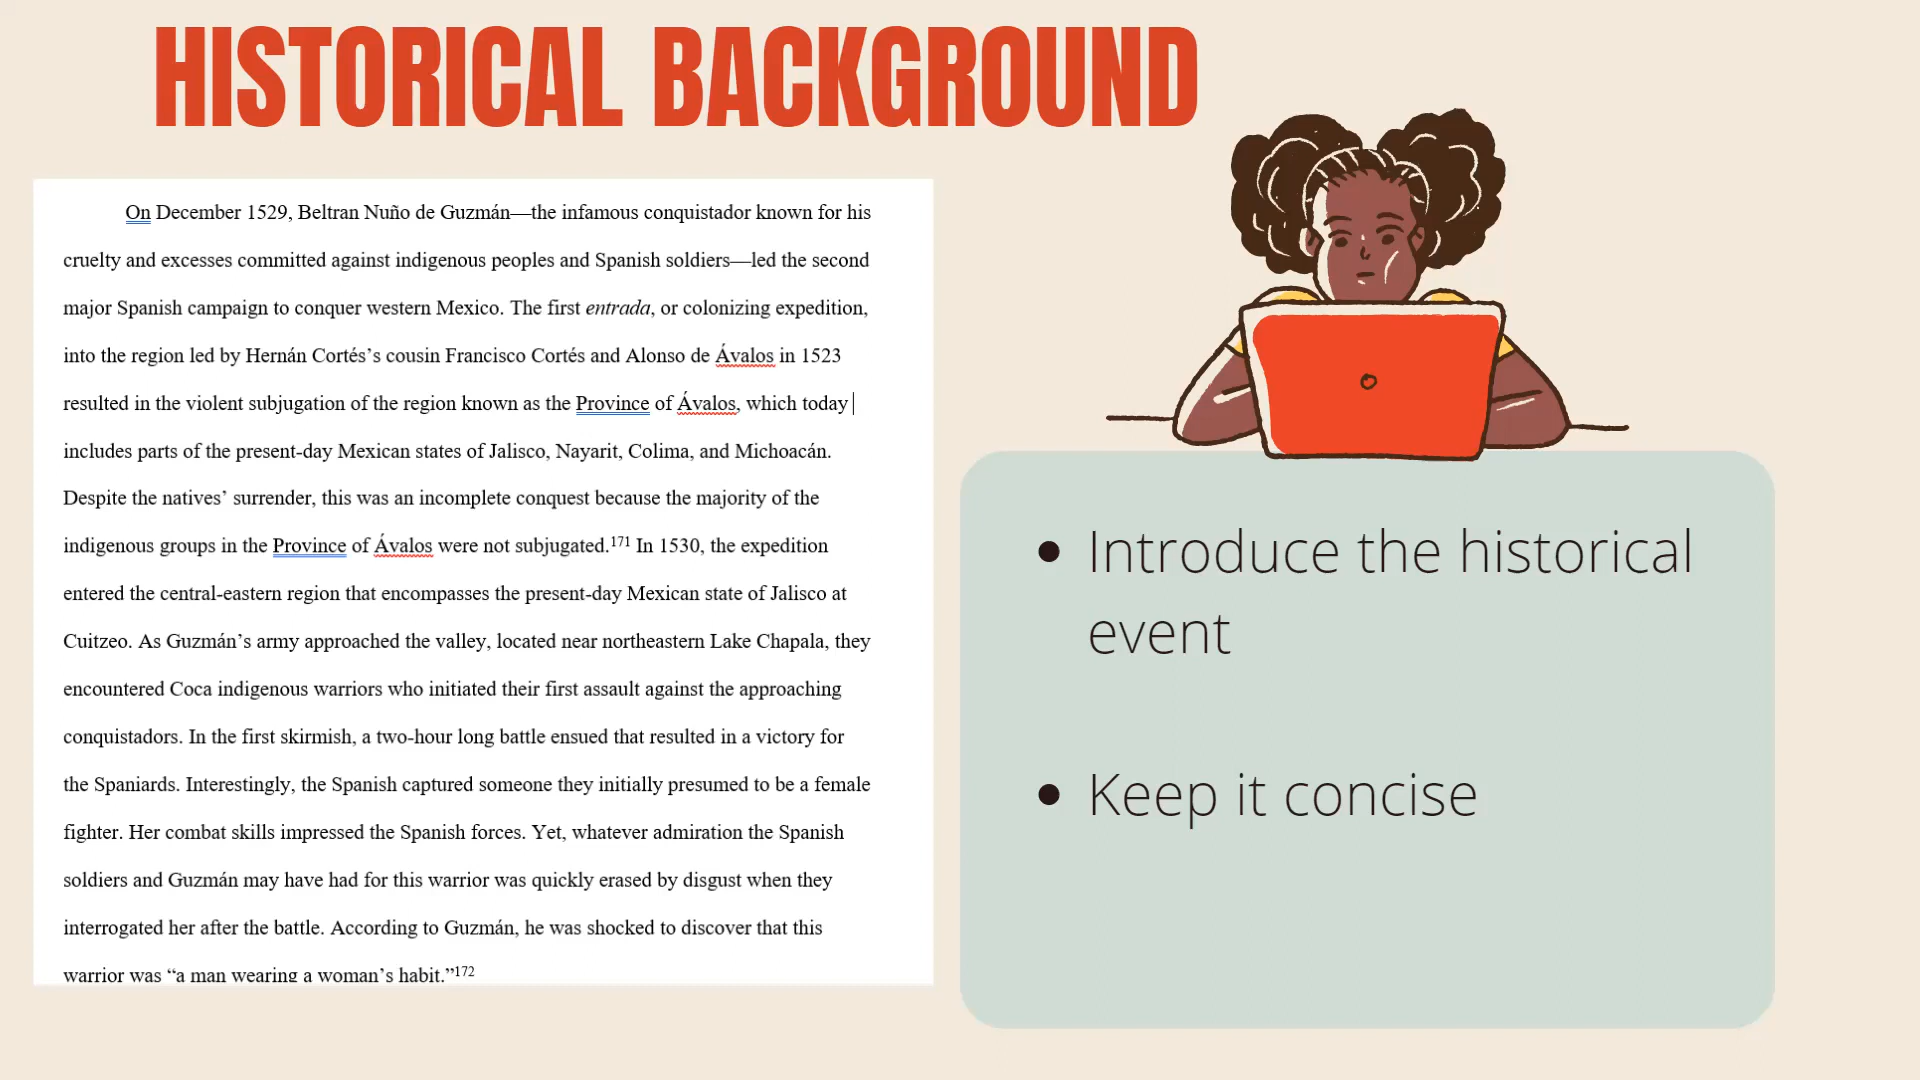 HISTORICAL BACKGROUND
On December 1529, Beltran Nuño de Guzmán—the infamous conquistador known for his
cruelty and excesses committed against indigenous peoples and Spanish soldiers—led the second
major Spanish campaign to conquer western Mexico. The first entrada, or colonizing expedition,
into the region led by Hernán Cortés’s cousin Francisco Cortés and Alonso de Ávalos in 1523
resulted in the violent subjugation of the region known as the Province of Ávalos, which today
includes parts of the present-day Mexican states of Jalisco, Nayarit, Colima, and Michoacán.
Despite the natives’ surrender, this was an incomplete conquest because the majority of the
indigenous groups in the Province of Ávalos were not subjugated.171 In 1530, the expedition
entered the central-eastern region that encompasses the present-day Mexican state of Jalisco at
Cuitzeo. As Guzmán’s army approached the valley, located near northeastern Lake Chapala, they
encountered Coca indigenous warriors who initiated their first assault against the approaching
conquistadors. In the first skirmish, a two-hour long battle ensued that resulted in a victory for
the Spaniards. Interestingly, the Spanish captured someone they initially presumed to be a female
fighter. Her combat skills impressed the Spanish forces. Yet, whatever admiration the Spanish
soldiers and Guzmán may have had for this warrior was quickly erased by disgust when they
interrogated her after the battle. According to Guzmán, he was shocked to discover that this
warrior was “a man wearing a woman’s habit.”172
• Introduce the historical
event
• Keep it concise